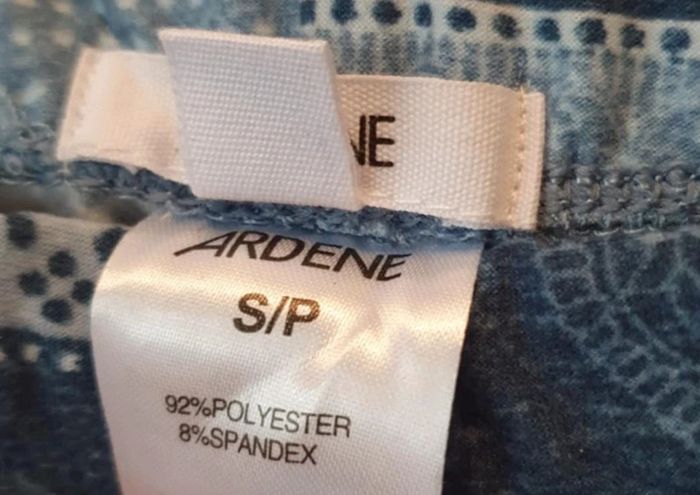 NE
ARDENE
S/P
92%POLYESTER
8%SPANDEX